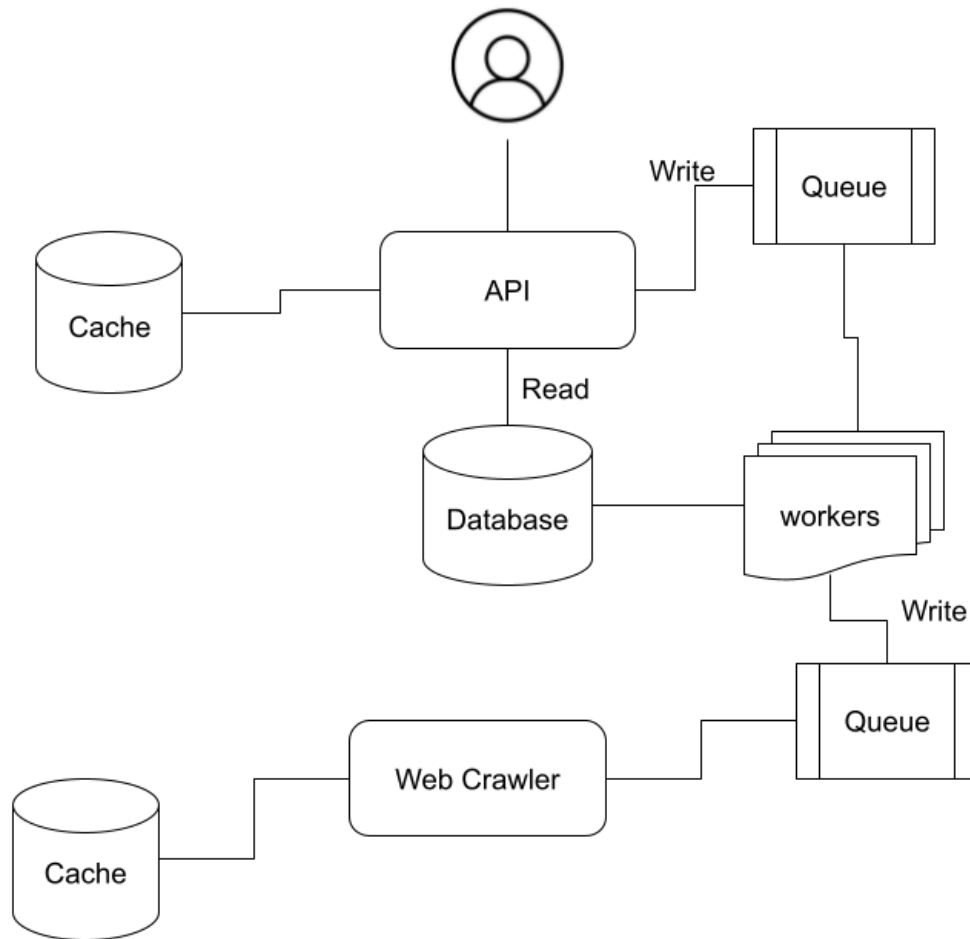 Write
Queue
Cache
API
Read
Database
workers
Write
Queue
Web Crawler
Cache